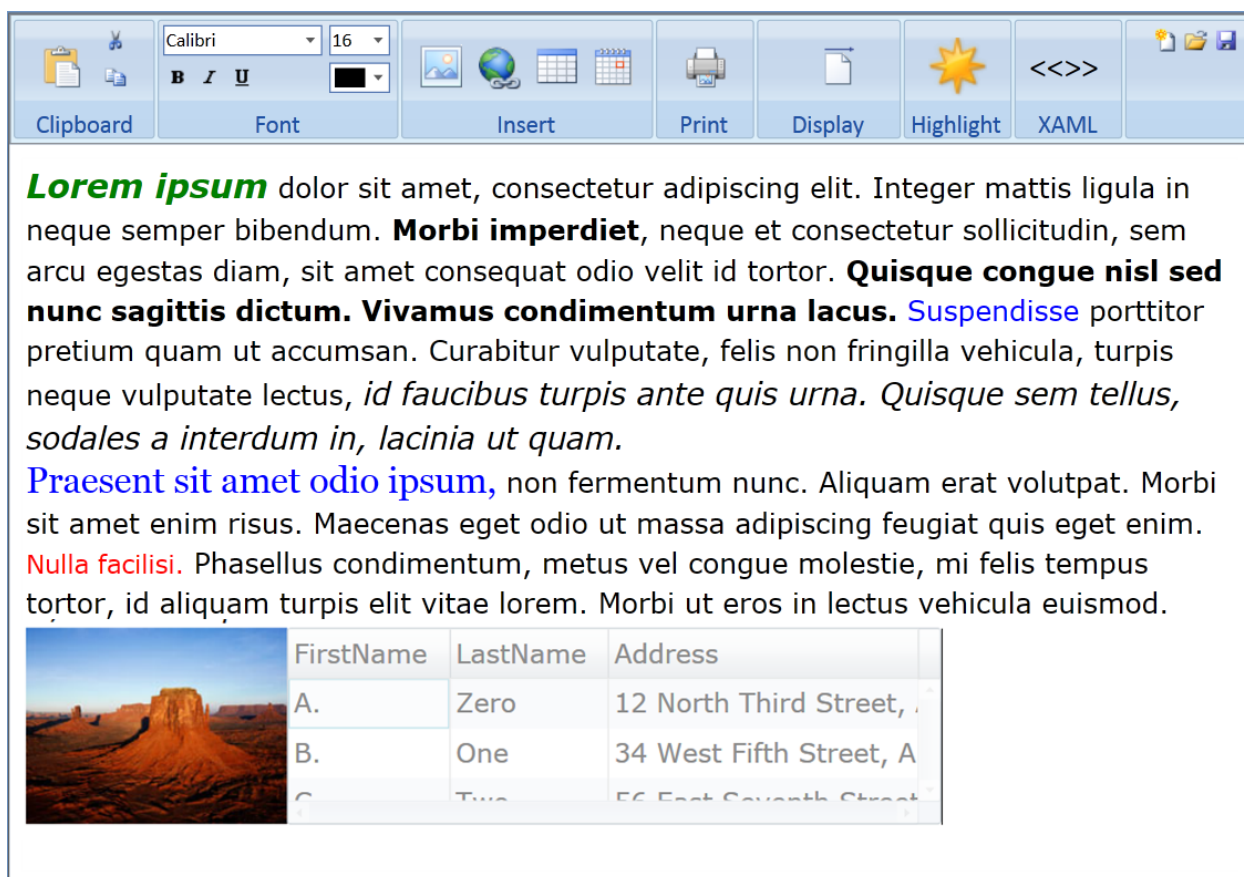 Calibri
16
B I U
<<>>
Clipboard
Font
Insert
Print
Display
Highlight
XAML
Lorem ipsum dolor sit amet, consectetur adipiscing elit. Integer mattis ligula in
neque semper bibendum. Morbi imperdiet, neque et consectetur sollicitudin, sem
arcu egestas diam, sit amet consequat odio velit id tortor. Quisque congue nisl sed
nunc sagittis dictum. Vivamus condimentum urna lacus. Suspendisse porttitor
pretium quam ut accumsan. Curabitur vulputate, felis non fringilla vehicula, turpis
neque vulputate lectus, id faucibus turpis ante quis urna. Quisque sem tellus,
sodales a interdum in, lacinia ut quam.
Praesent sit amet odio ipsum, non fermentum nunc. Aliquam erat volutpat. Morbi
sit amet enim risus. Maecenas eget odio ut massa adipiscing feugiat quis eget enim.
Nulla facilisi. Phasellus condimentum, metus vel congue molestie, mi felis tempus
tortor, id aliquam turpis elit vitae lorem. Morbi ut eros in lectus vehicula euismod.
FirstName LastName Address
A. Zero 12 North Third Street,
B. One 34 West Fifth Street, A
Two 56 East Seventh Street